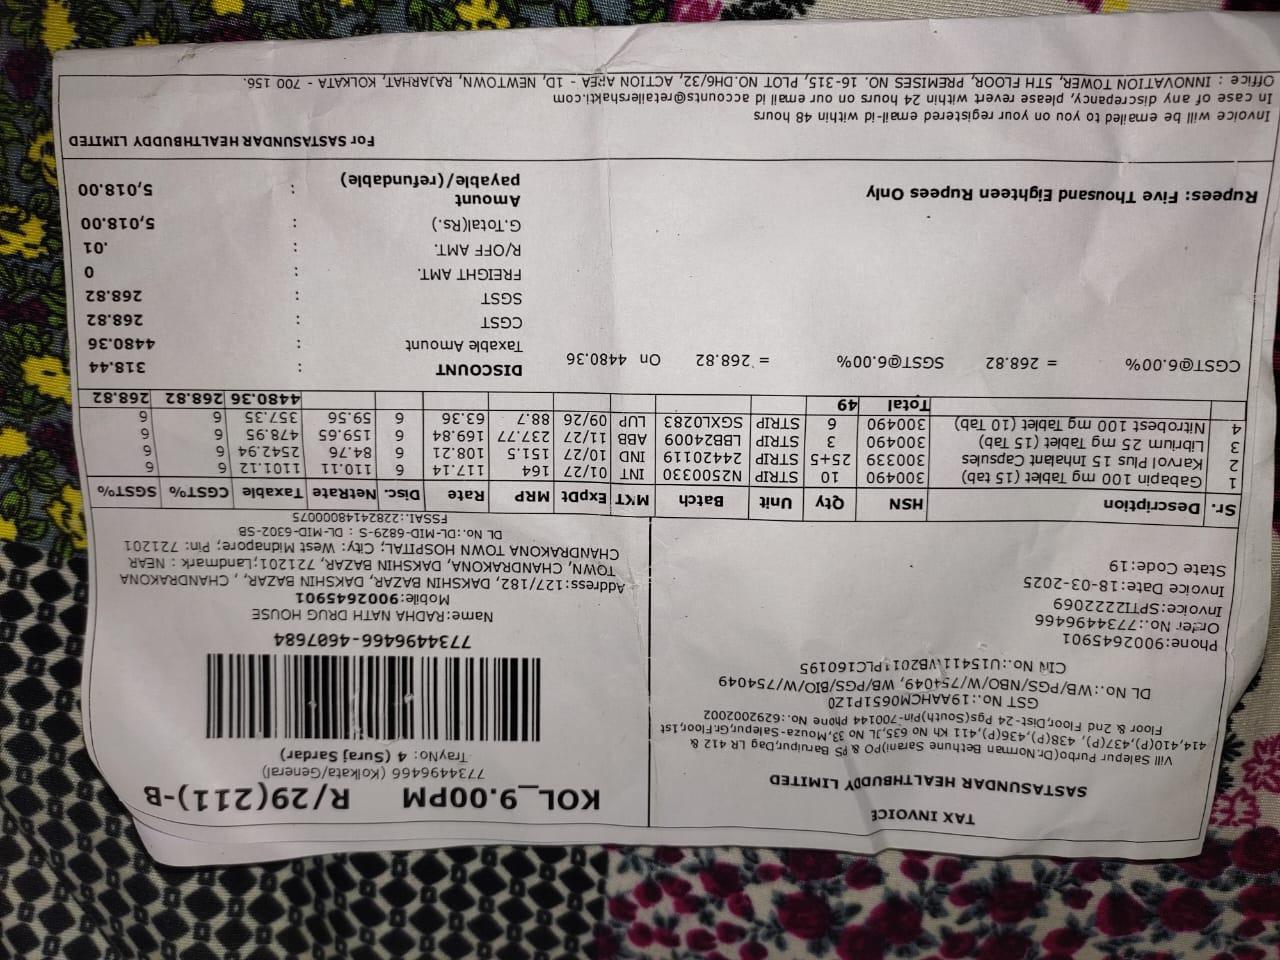 TAX INVOICE
SASTASUNDAR HEALTHBUDDY LIMITED
Vill Salepur Purbo(Dr.Norman Bethune Sarani)PO & PS Baruipur,Dag LR 412 &
414,410(P),437(P), 438(P),436(P),411 Kh No 635,JL No 33,Mouza-Salepur,Gr.Floor,1st
Floor & 2nd Floor,Dist-24 Pgs(South)Pin-700144 Phone No.:6292002002
GST No.:19AAHCM0651P1Z0
DL No.:WB/PGS/NBO/W/754049, WB/PGS/BIO/W/754049
CIN No.:U15411WB2011PLC160195
Phone:9002645901
Order No.:7734496466
Invoice:SPTI2222069
Invoice Date:18-03-2025
State Code:19
KOL_9.00PM R/29(211)-B
7734496466 (Kolkata/General)
TrayNo: 4 (Suraj Sardar)
7734496466-4607684
Name:RADHA NATH DRUG HOUSE
Mobile:9002645901
Address:127/182, DAKSHIN BAZAR, DAKSHIN BAZAR, , CHANDRAKONA
TOWN, CHANDRAKONA, DAKSHIN BAZAR, 721201;Landmark : NEAR
CHANDRAKONA TOWN HOSPITAL; City: West Midnapore; Pin: 721201
DL No.:DL-MID-6829-S : DL-MID-6302-SB
FSSAI.:22824148000075
Sr. Description HSN Qty Unit Batch MKT ExpDt MRP Rate Disc. NetRate Taxable CGST% SGST%
1 Gabapin 100 mg Tablet (15 tab) 300490 10 STRIP N2500330 INT 01/27 164 117.14 6 110.11 1101.12 6 6
2 Karvol Plus 15 Inhalant Capsules 300339 25+5 STRIP 24420119 IND 10/27 151.5 108.21 6 84.76 2542.94 6 6
3 Librium 25 mg Tablet (15 Tab) 300490 3 STRIP LBB24009 ABB 11/27 237.77 169.84 6 159.65 478.95 6 6
4 Nitrobest 100 mg Tablet (10 Tab) 300490 6 STRIP SGXL0283 LUP 09/26 88.7 63.36 6 59.56 357.35 6 6
Total 49 4480.36 268.82 268.82
CGST@6.00% = 268.82 SGST@6.00% = 268.82 On 4480.36
DISCOUNT : 318.44
Taxable Amount : 4480.36
CGST : 268.82
SGST : 268.82
FREIGHT AMT. : 0
R/OFF AMT. : .01
G.Total(Rs.) : 5,018.00
Amount
payable/(refundable) : 5,018.00
Rupees: Five Thousand Eighteen Rupees Only
For SASTASUNDAR HEALTHBUDDY LIMITED
Invoice will be emailed to you on your registered email-id within 48 hours
In case of any discrepancy, please revert within 24 hours on our email id accounts@retailershakti.com
Office : INNOVATION TOWER, 5TH FLOOR, PREMISES NO. 16-315, PLOT NO.DH6/32, ACTION AREA - 1D, NEWTOWN, RAJARHAT, KOLKATA - 700 156.